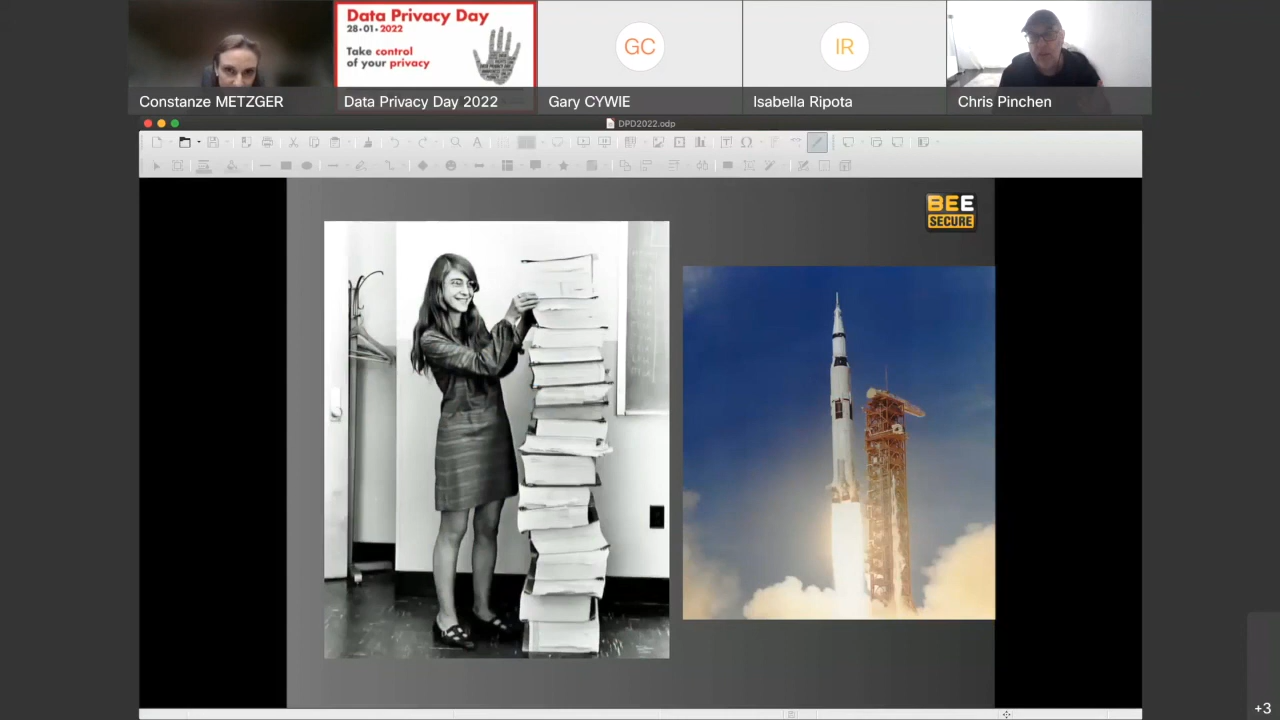 Data Privacy Day
28•01•2022
Take control
of your privacy
GC
IR
Constanze METZGER
Data Privacy Day 2022
Gary CYWIE
Isabella Ripota
Chris Pinchen
DPD2022.odp
BEE
SECURE
+3